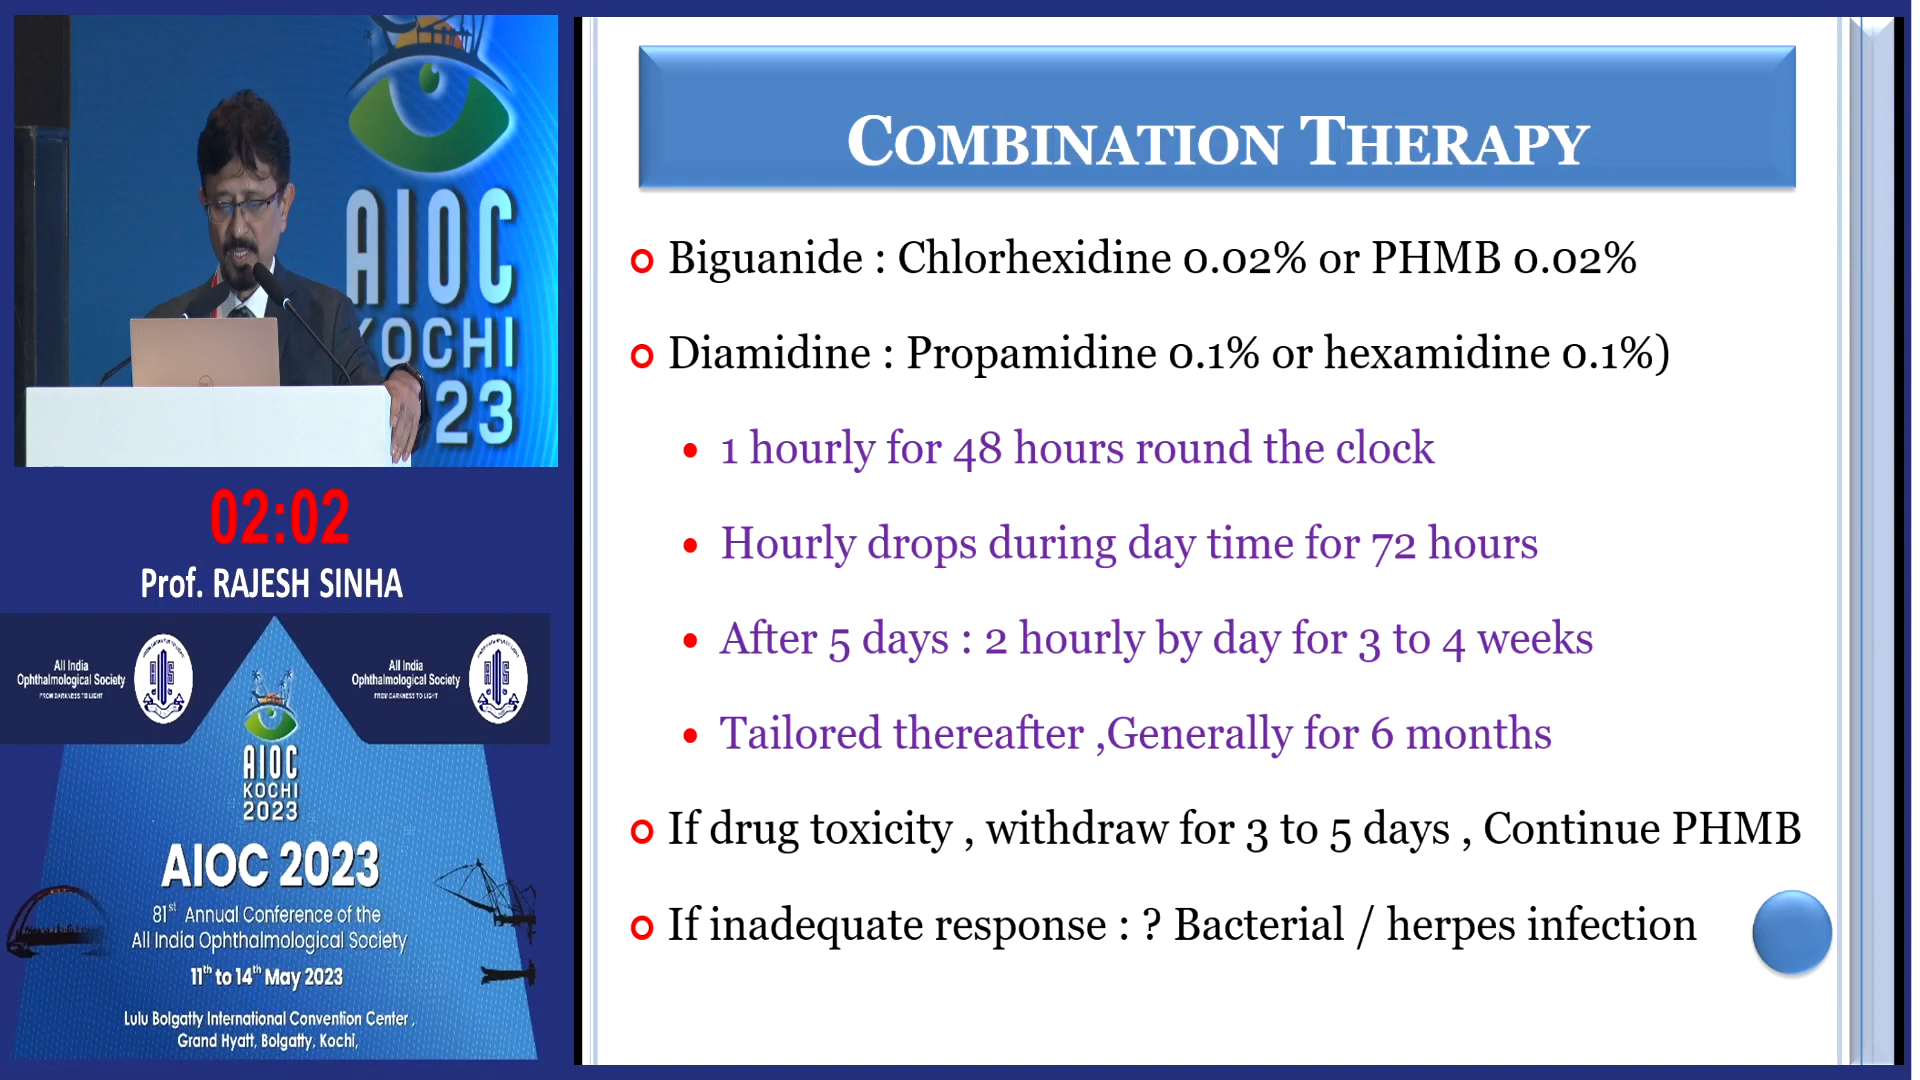 AIOC
KOCHI
23
02:02
Prof. RAJESH SINHA
All India
Ophthalmological Society
FROM DARKNESS TO LIGHT
All India
Ophthalmological Society
FROM DARKNESS TO LIGHT
AIOC
KOCHI
2023
AIOC 2023
81st Annual Conference of the
All India Ophthalmological Society
11th to 14th May 2023
Lulu Bolgatty International Convention Center,
Grand Hyatt, Bolgatty, Kochi,
COMBINATION THERAPY
Biguanide : Chlorhexidine 0.02% or PHMB 0.02%
Diamidine : Propamidine 0.1% or hexamidine 0.1%)
• 1 hourly for 48 hours round the clock
• Hourly drops during day time for 72 hours
• After 5 days : 2 hourly by day for 3 to 4 weeks
• Tailored thereafter ,Generally for 6 months
If drug toxicity , withdraw for 3 to 5 days , Continue PHMB
If inadequate response : ? Bacterial / herpes infection